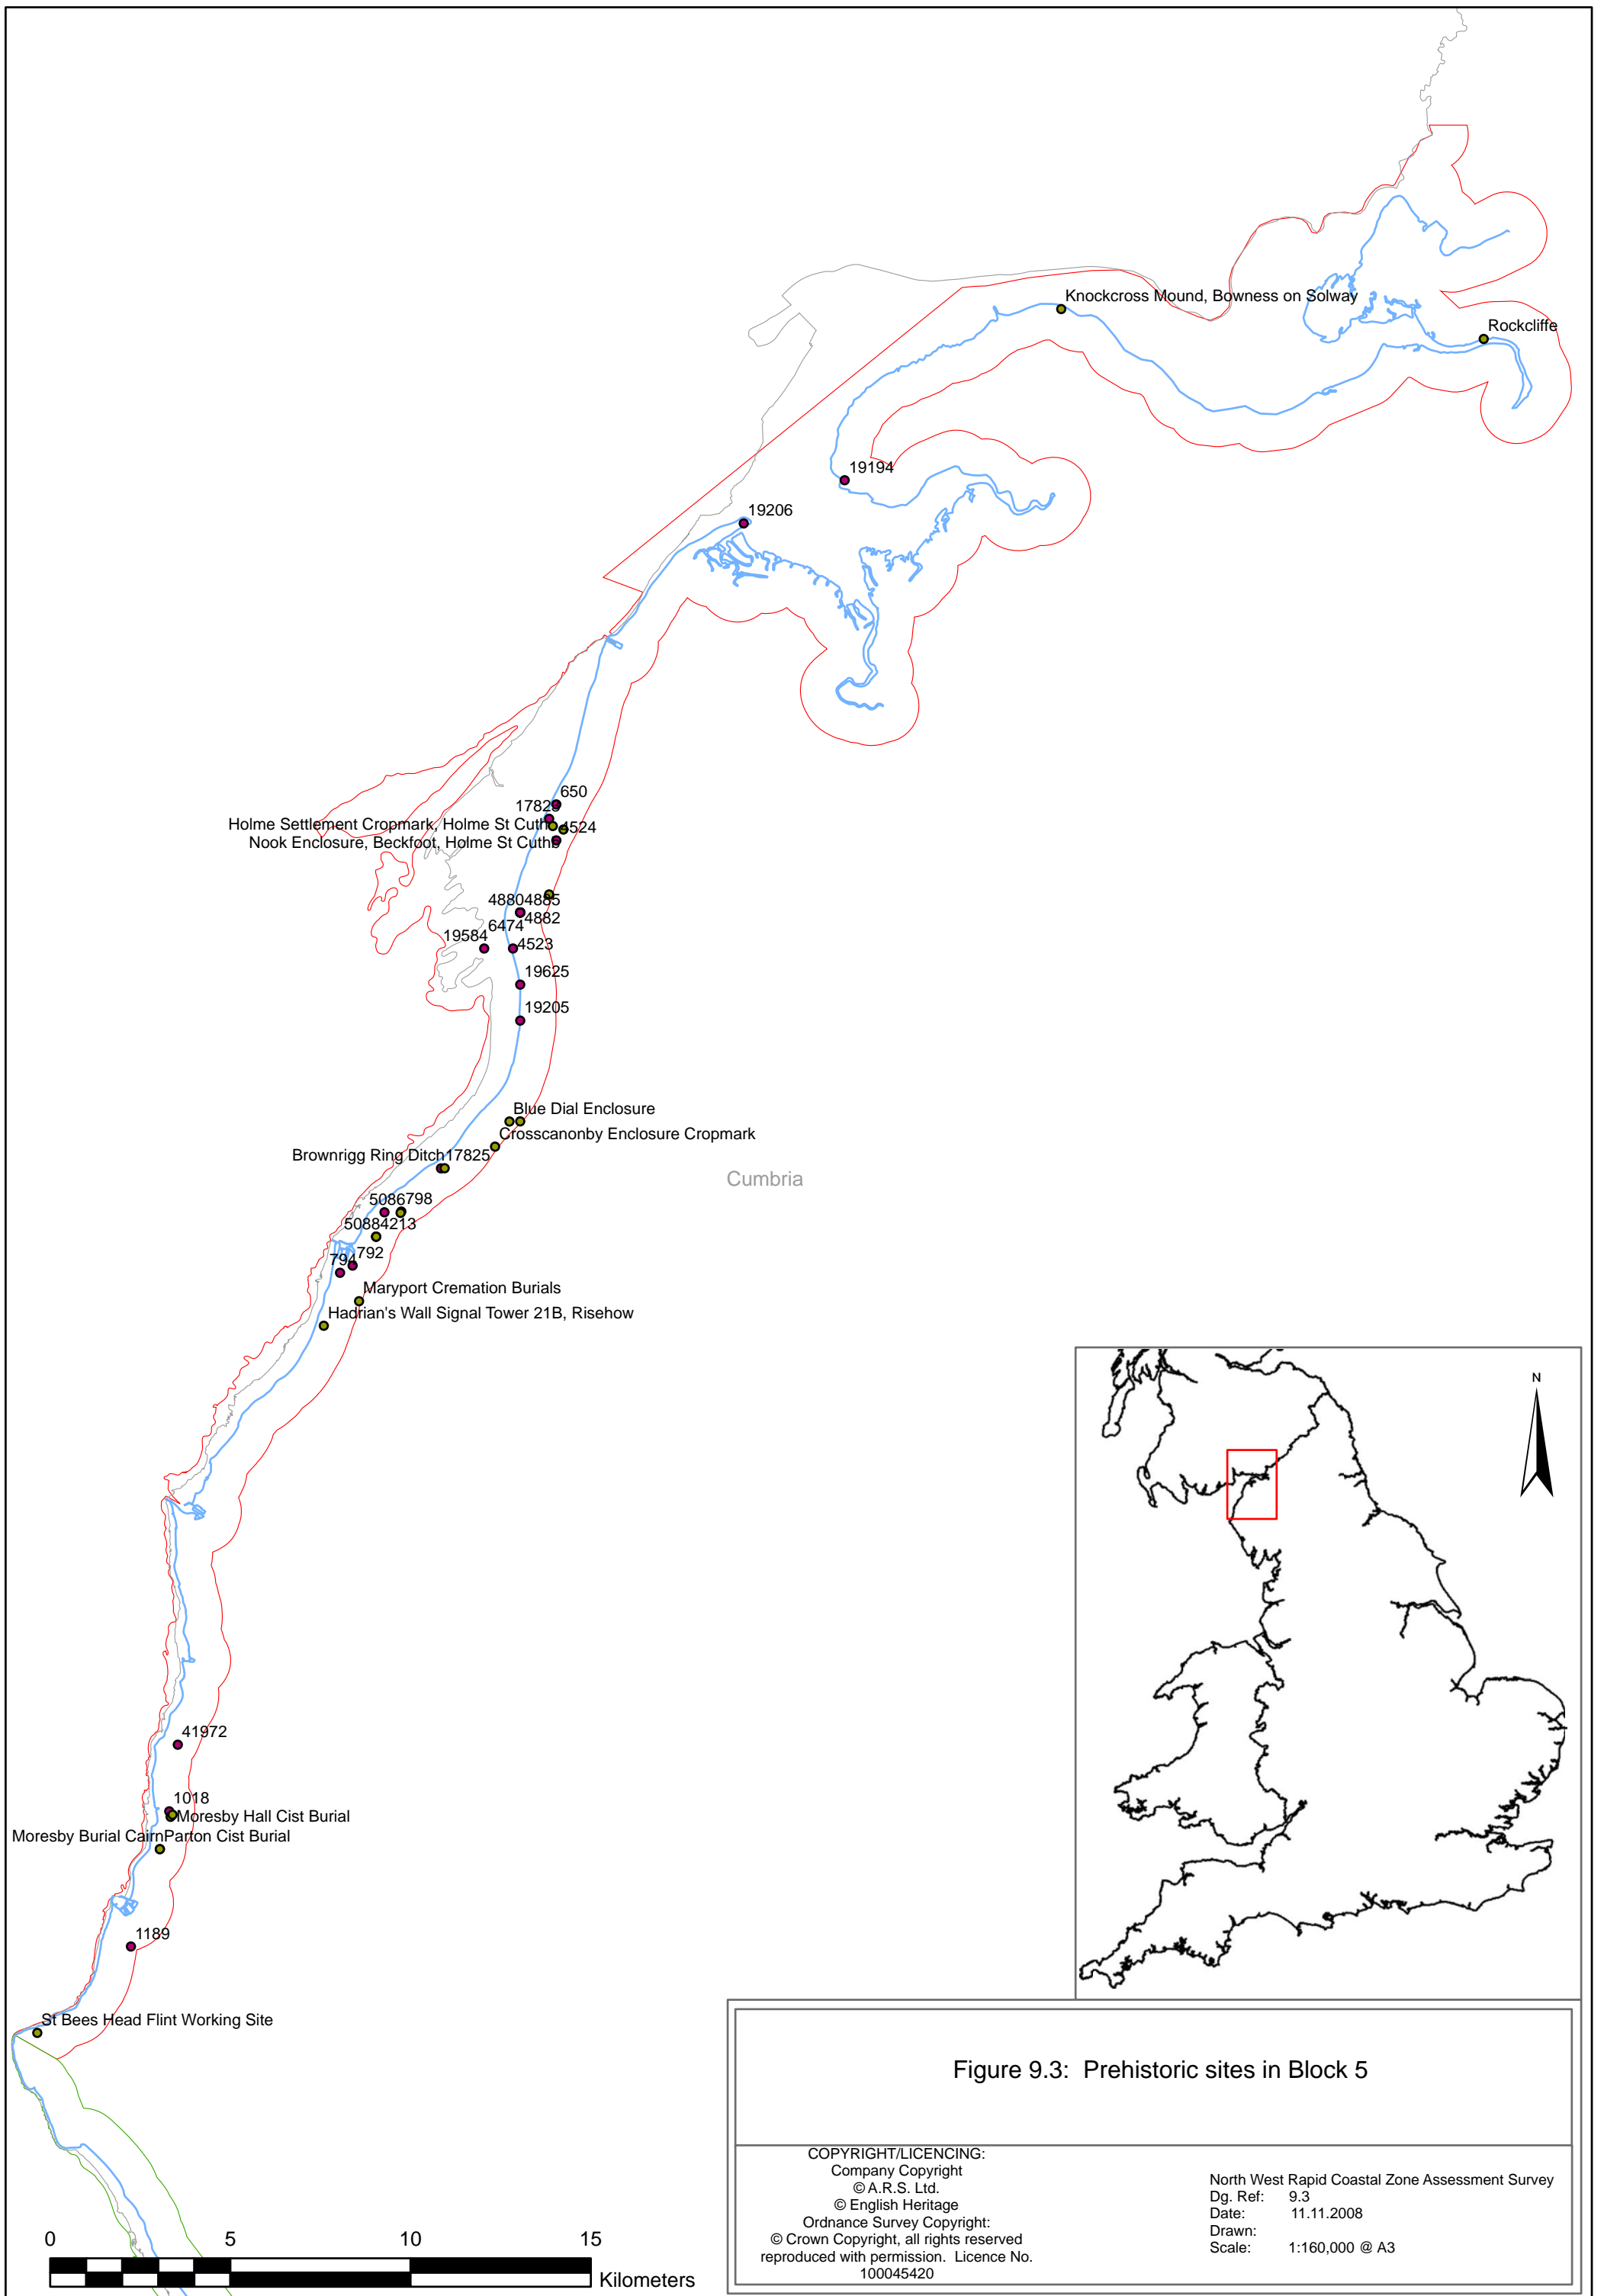 Knockcross Mound, Bowness on Solway
Rockcliffe
19194
19206
650
Holme Settlement Cropmark, Holme St Cuth
4524
Nook Enclosure, Beckfoot, Holme St Cuthb
4880
4885
4882
6474
19584
4523
19625
19205
Blue Dial Enclosure
Crosscanonby Enclosure Cropmark
Brownrigg Ring Ditch
17825
Cumbria
5086
798
5088
4213
792
794
Maryport Cremation Burials
Hadrian's Wall Signal Tower 21B, Risehow
N
41972
1018
Moresby Hall Cist Burial
Moresby Burial Cairn
Parton Cist Burial
1189
St Bees Head Flint Working Site
Figure 9.3: Prehistoric sites in Block 5
COPYRIGHT/LICENCING:
Company Copyright
© A.R.S. Ltd.
© English Heritage
Ordnance Survey Copyright:
© Crown Copyright, all rights reserved
reproduced with permission. Licence No.
100045420
North West Rapid Coastal Zone Assessment Survey
Dg. Ref: 9.3
Date: 11.11.2008
Drawn:
Scale: 1:160,000 @ A3
0 5 10 15
Kilometers